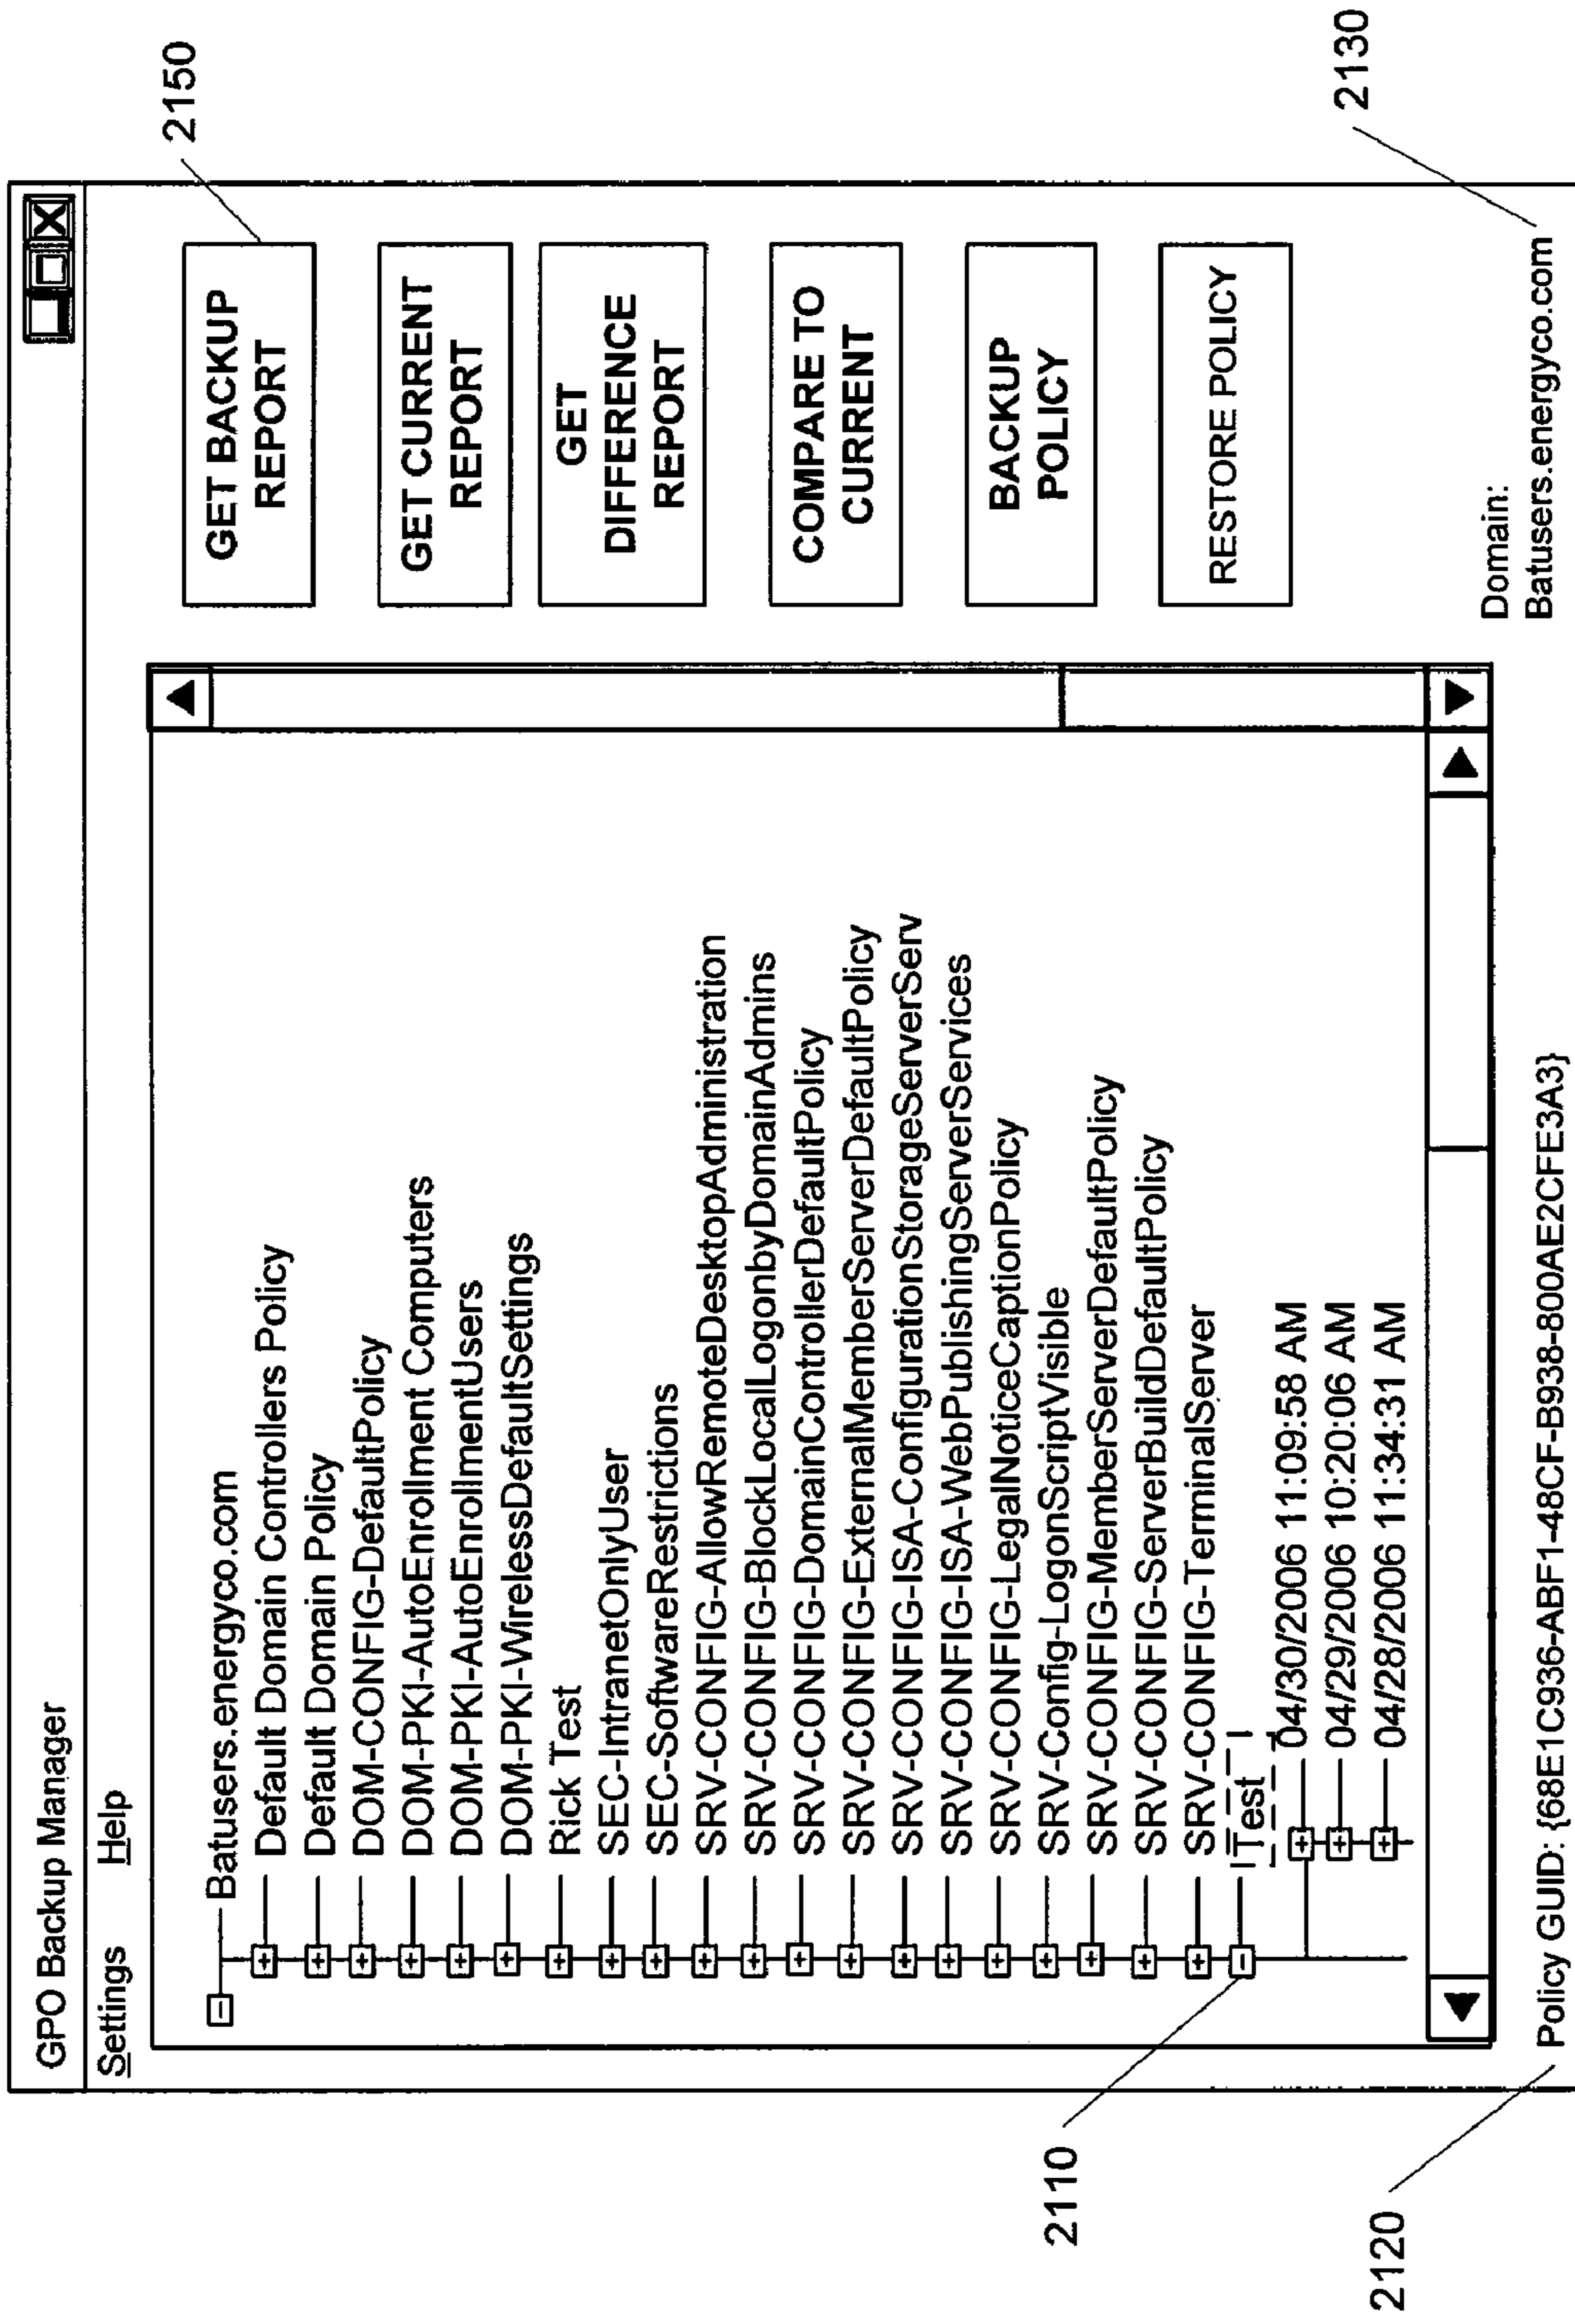 GPO Backup Manager
Settings Help
Batusers.energyco.com
Default Domain Controllers Policy
Default Domain Policy
DOM-CONFIG-DefaultPolicy
DOM-PKI-AutoEnrollment Computers
DOM-PKI-AutoEnrollmentUsers
DOM-PKI-WirelessDefaultSettings
Rick Test
SEC-IntranetOnlyUser
SEC-SoftwareRestrictions
SRV-CONFIG-AllowRemoteDesktopAdministration
SRV-CONFIG-BlockLocalLogonbyDomainAdmins
SRV-CONFIG-DomainControllerDefaultPolicy
SRV-CONFIG-ExternalMemberServerDefaultPolicy
SRV-CONFIG-ISA-ConfigurationStorageServerServ
SRV-CONFIG-ISA-WebPublishingServerServices
SRV-CONFIG-LegalNoticeCaptionPolicy
SRV-Config-LogonScriptVisible
SRV-CONFIG-MemberServerDefaultPolicy
SRV-CONFIG-ServerBuildDefaultPolicy
SRV-CONFIG-TerminalServer
Test
04/30/2006 11:09:58 AM
04/29/2006 10:20:06 AM
04/28/2006 11:34:31 AM
GET BACKUP
REPORT
GET CURRENT
REPORT
GET
DIFFERENCE
REPORT
COMPARE TO
CURRENT
BACKUP
POLICY
RESTORE POLICY
Domain:
Batusers.energyco.com
Policy GUID: {68E1C936-ABF1-48CF-B938-800AE2CFE3A3}
2150
2130
2110
2120